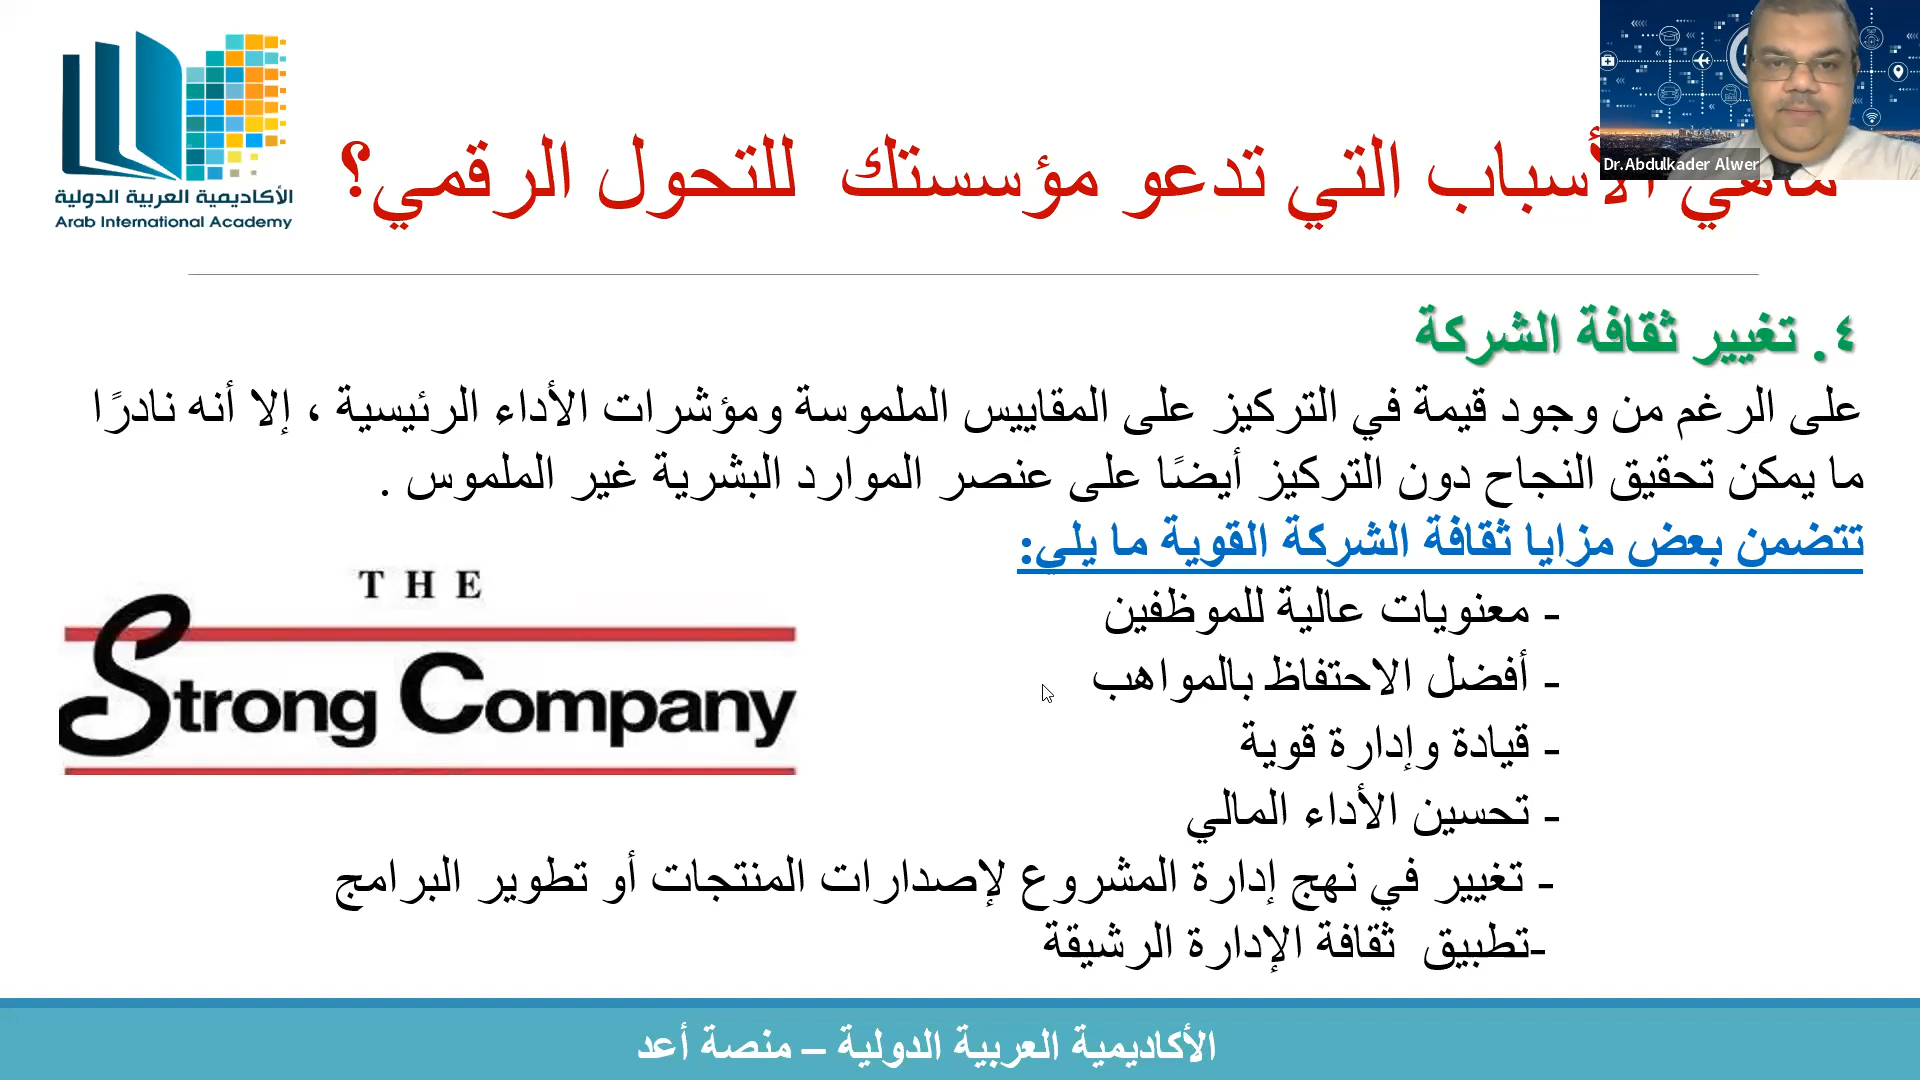 الأكاديمية العربية الدولية
Arab International Academy
Dr.Abdulkader Alwer
ماهي الأسباب التي تدعو مؤسستك للتحول الرقمي؟
٤. تغيير ثقافة الشركة
على الرغم من وجود قيمة في التركيز على المقاييس الملموسة ومؤشرات الأداء الرئيسية ، إلا أنه نادرًا
ما يمكن تحقيق النجاح دون التركيز أيضًا على عنصر الموارد البشرية غير الملموس .
تتضمن بعض مزايا ثقافة الشركة القوية ما يلي:
- معنويات عالية للموظفين
- أفضل الاحتفاظ بالمواهب
- قيادة وإدارة قوية
- تحسين الأداء المالي
- تغيير في نهج إدارة المشروع لإصدارات المنتجات أو تطوير البرامج
-تطبيق ثقافة الإدارة الرشيقة
THE
Strong Company
الأكاديمية العربية الدولية – منصة أعد